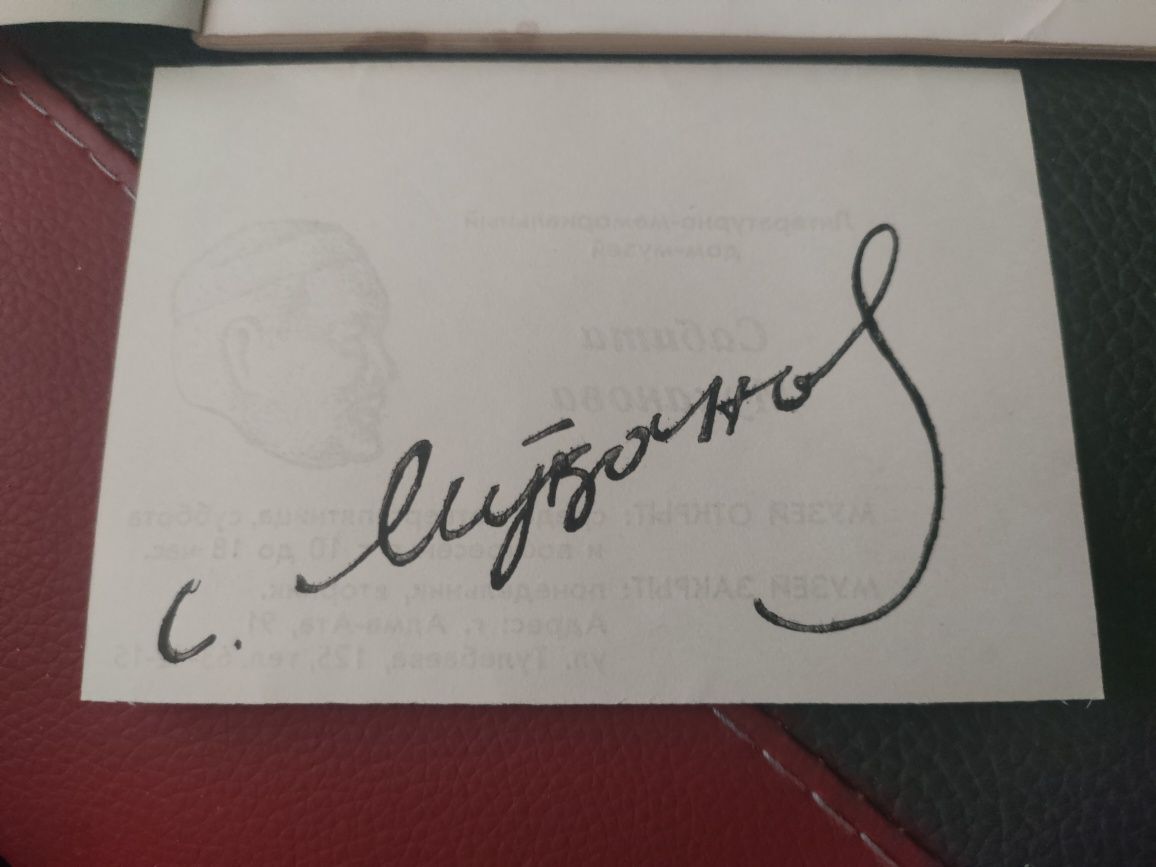 С. Мұқанов
Литературно-мемориальный
дом-музей
Сабита
МУЗЕЙ ОТКРЫТ: пятница, суббота
и 10 до 18 час.
МУЗЕЙ ЗАКРЫТ: понедельник, вторник.
Адрес: г. Алма-Ата, 91
ул. Тулебаева, 125, тел.